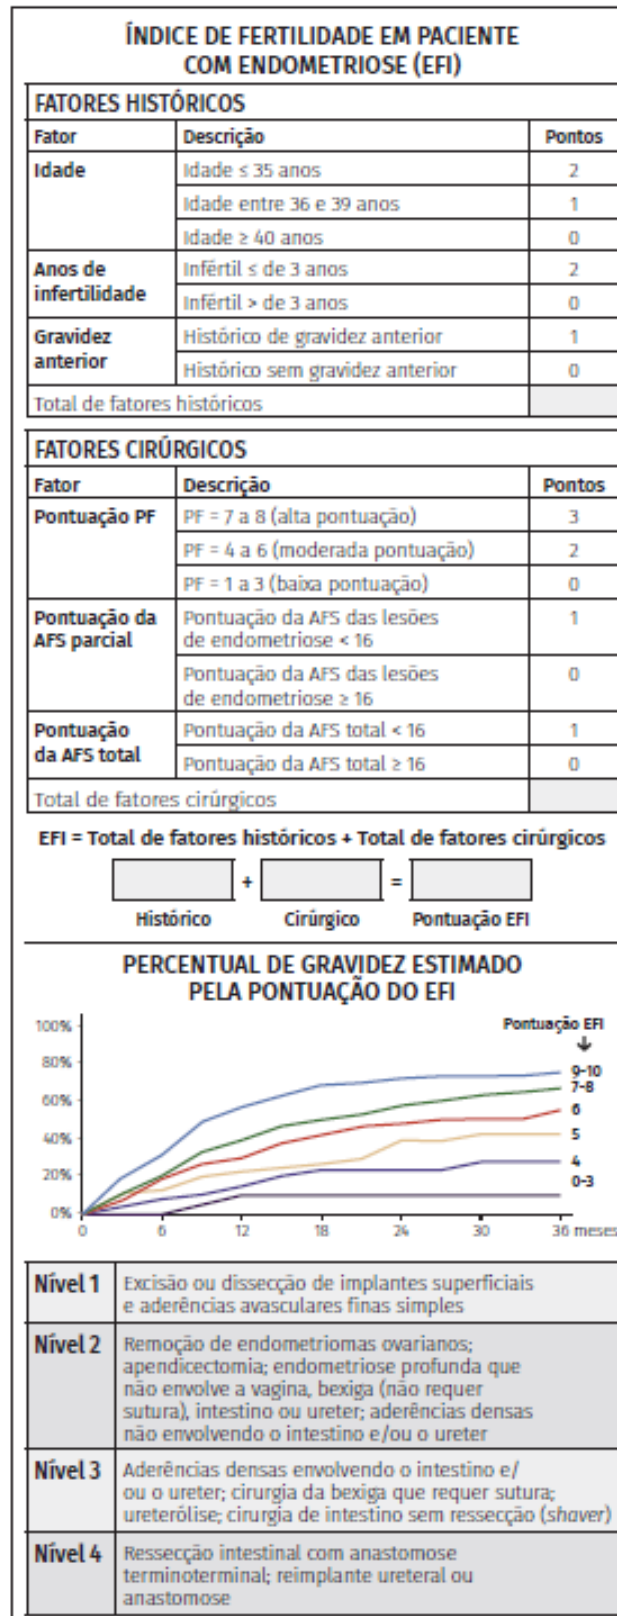 ÍNDICE DE FERTILIDADE EM PACIENTE
COM ENDOMETRIOSE (EFI)
FATORES HISTÓRICOS
Fator Descrição Pontos
Idade Idade ≤ 35 anos 2
Idade entre 36 e 39 anos 1
Idade ≥ 40 anos 0
Anos de infertilidade Infértil ≤ de 3 anos 2
Infértil > de 3 anos 0
Gravidez anterior Histórico de gravidez anterior 1
Histórico sem gravidez anterior 0
Total de fatores históricos
FATORES CIRÚRGICOS
Fator Descrição Pontos
Pontuação PF PF = 7 a 8 (alta pontuação) 3
PF = 4 a 6 (moderada pontuação) 2
PF = 1 a 3 (baixa pontuação) 0
Pontuação da Pontuação da AFS das lesões 1
AFS parcial de endometriose < 16
Pontuação da AFS das lesões 0
de endometriose ≥ 16
Pontuação Pontuação da AFS total < 16 1
da AFS total Pontuação da AFS total ≥ 16 0
Total de fatores cirúrgicos
EFI = Total de fatores históricos + Total de fatores cirúrgicos
+ =
Histórico Cirúrgico Pontuação EFI
PERCENTUAL DE GRAVIDEZ ESTIMADO
PELA PONTUAÇÃO DO EFI
100% Pontuação EFI
↓
80%
9-10
7-8
60%
6
40%
5
20%
4
0-3
0%
0 6 12 18 24 30 36 meses
Nível 1 Excisão ou dissecção de implantes superficiais
e aderências avasculares finas simples
Nível 2 Remoção de endometriomas ovarianos;
apendicectomia; endometriose profunda que
não envolve a vagina, bexiga (não requer
sutura), intestino ou ureter; aderências densas
não envolvendo o intestino e/ou o ureter
Nível 3 Aderências densas envolvendo o intestino e/
ou o ureter; cirurgia da bexiga que requer sutura;
ureterólise; cirurgia de intestino sem ressecção (shaver)
Nível 4 Ressecção intestinal com anastomose
terminoterminal; reimplante ureteral ou
anastomose